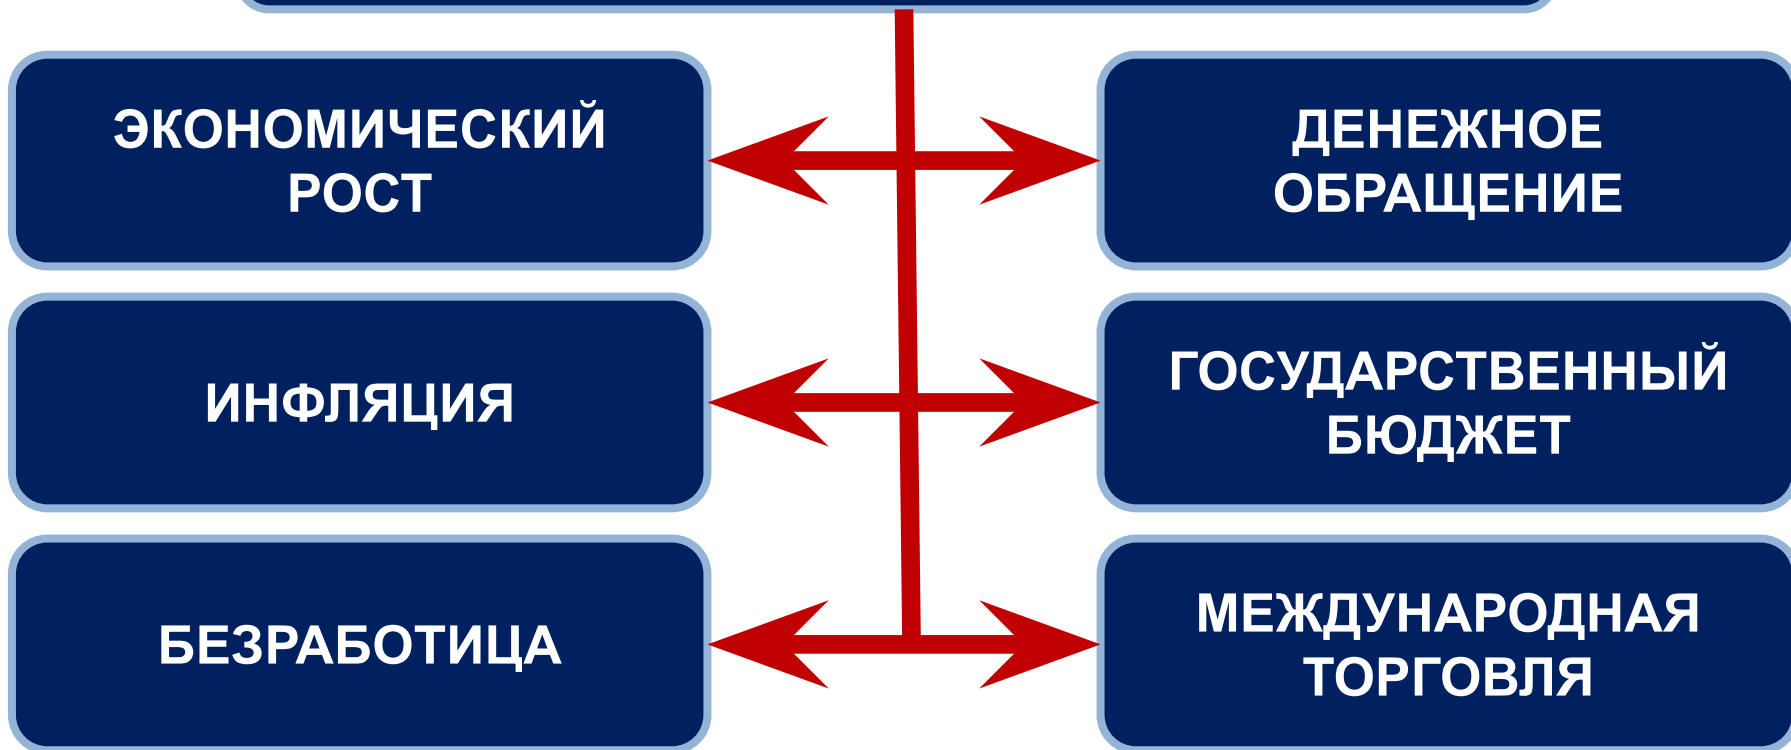 ЭКОНОМИЧЕСКИЙ
РОСТ
ДЕНЕЖНОЕ
ОБРАЩЕНИЕ
ИНФЛЯЦИЯ
ГОСУДАРСТВЕННЫЙ
БЮДЖЕТ
БЕЗРАБОТИЦА
МЕЖДУНАРОДНАЯ
ТОРГОВЛЯ